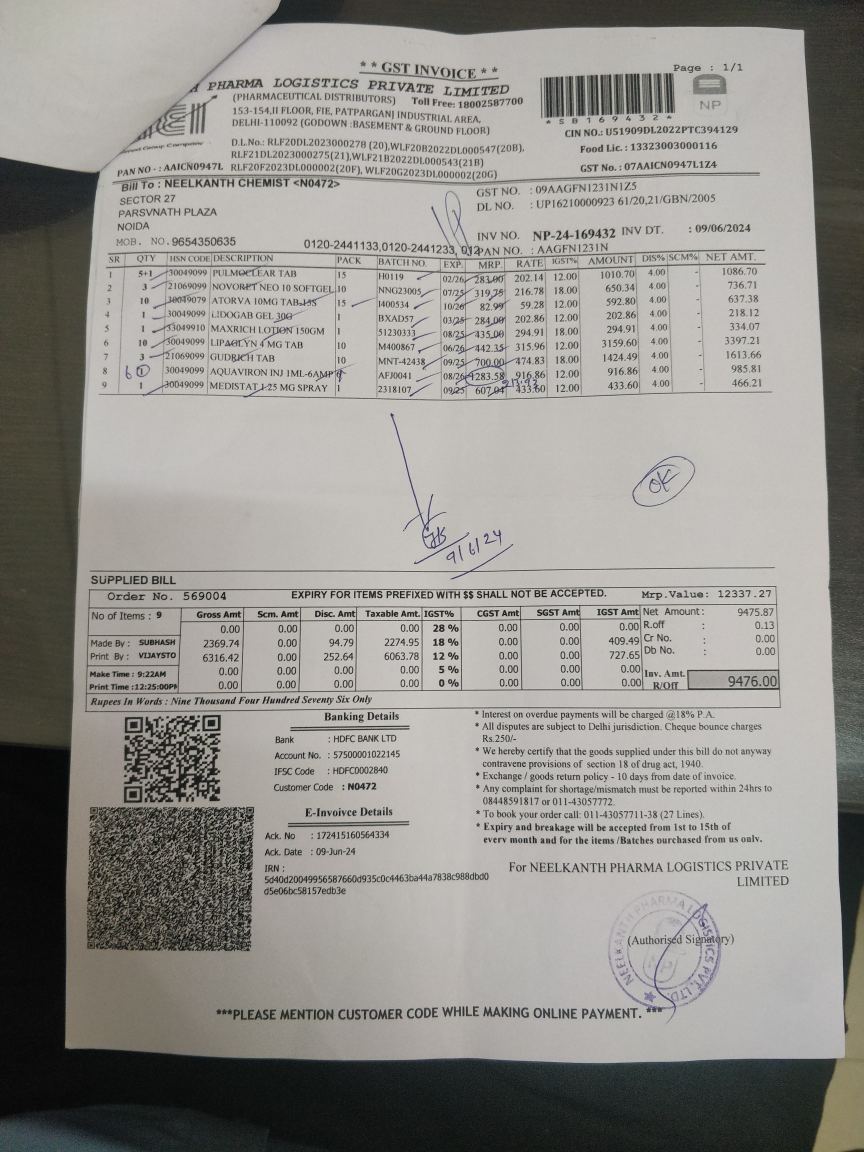 * * GST INVOICE * *
Page : 1/1
PHARMA LOGISTICS PRIVATE LIMITED
(PHARMACEUTICAL DISTRIBUTORS) Toll Free: 18002587700
153-154,II FLOOR, FIE, PATPARGANJ INDUSTRIAL AREA,
DELHI-110092 (GODOWN :BASEMENT & GROUND FLOOR)
NP
* 5 8 1 6 9 4 3 2 *
CIN NO.: U51909DL2022PTC394129
D.L.No.: RLF20DL2023000278 (20),WLF20B2022DL000547(20B),
Food Lic. : 13323003000116
RLF21DL2023000275(21),WLF21B2022DL000543(21B)
PAN NO - : AAICN0947L RLF20F2023DL000002(20F), WLF20G2023DL000002(20G)
GST No. : 07AAICN0947L1Z4
Bill To : NEELKANTH CHEMIST <N0472>
GST NO. : 09AAGFN1231N1Z5
SECTOR 27
DL NO. : UP16210000923 61/20,21/GBN/2005
PARSVNATH PLAZA
NOIDA
INV NO. NP-24-169432 INV DT. : 09/06/2024
MOB. NO. 9654350635 0120-2441133,0120-2441233, 012 PAN NO. : AAGFN1231N
SR QTY HSN CODE DESCRIPTION PACK BATCH NO. EXP. MRP. RATE IGST% AMOUNT DIS% SCM% NET AMT.
1 5+1 30049099 PULMOCLEAR TAB 15 H0119 02/26 283.00 202.14 12.00 1010.70 4.00 - 1086.70
2 3 21069099 NOVORET NEO 10 SOFTGEL 10 NNG23005 07/25 319.75 216.78 18.00 650.34 4.00 - 736.71
3 10 30049079 ATORVA 10MG TAB-15S 15 I400534 10/26 82.99 59.28 12.00 592.80 4.00 - 637.38
4 1 30049099 LIDOGAB GEL 30G 1 BXAD57 03/25 284.00 202.86 12.00 202.86 4.00 - 218.12
5 1 33049910 MAXRICH LOTION 150GM 1 51230333 08/25 435.00 294.91 18.00 294.91 4.00 - 334.07
6 10 30049099 LIPAGLYN 4 MG TAB 10 M400867 06/26 442.35 315.96 12.00 3159.60 4.00 - 3397.21
7 3 21069099 GUDRICH TAB 10 MNT-42438 09/25 700.00 474.83 18.00 1424.49 4.00 - 1613.66
8 6 1 30049099 AQUAVIRON INJ 1ML-6AMP AFJ0041 08/26 1283.58 916.86 12.00 916.86 4.00 - 985.81
213.93
9 1 30049099 MEDISTAT 1.25 MG SPRAY 1 2318107 09/25 607.04 433.60 12.00 433.60 4.00 - 466.21
OK
9/6/24
SUPPLIED BILL
Order No. 569004 EXPIRY FOR ITEMS PREFIXED WITH $$ SHALL NOT BE ACCEPTED. Mrp.Value: 12337.27
No of Items : 9 Gross Amt Scm. Amt Disc. Amt Taxable Amt. IGST% CGST Amt SGST Amt IGST Amt Net Amount: 9475.87
0.00 0.00 0.00 0.00 28 % 0.00 0.00 0.00 R.off : 0.13
Made By : SUBHASH 2369.74 0.00 94.79 2274.95 18 % 0.00 0.00 409.49 Cr No. : 0.00
Print By : VIJAYSTO 6316.42 0.00 252.64 6063.78 12 % 0.00 0.00 727.65 Db No. : 0.00
Make Time : 9:22AM 0.00 0.00 0.00 0.00 5 % 0.00 0.00 0.00
Print Time :12:25:00PM 0.00 0.00 0.00 0.00 0 % 0.00 0.00 0.00 Inv. Amt. R/Off 9476.00
Rupees In Words : Nine Thousand Four Hundred Seventy Six Only
Banking Details
Bank : HDFC BANK LTD
Account No. : 57500001022145
IFSC Code : HDFC0002840
Customer Code : N0472
E-Invoivce Details
Ack. No : 172415160564334
Ack. Date : 09-Jun-24
IRN :
5d40d20049956587660d935c0c4463ba44a7838c988dbd0
d5e06bc58157edb3e
* Interest on overdue payments will be charged @18% P.A.
* All disputes are subject to Delhi jurisdiction. Cheque bounce charges
Rs.250/-
* We hereby certify that the goods supplied under this bill do not anyway
contravene provisions of section 18 of drug act, 1940.
* Exchange / goods return policy - 10 days from date of invoice.
* Any complaint for shortage/mismatch must be reported within 24hrs to
08448591817 or 011-43057772.
* To book your order call: 011-43057711-38 (27 Lines).
* Expiry and breakage will be accepted from 1st to 15th of
every month and for the items /Batches purchased from us only.
For NEELKANTH PHARMA LOGISTICS PRIVATE
LIMITED
NEELKANTH PHARMA LOGISTICS PVT. LTD
(Authorised Signatory)
***PLEASE MENTION CUSTOMER CODE WHILE MAKING ONLINE PAYMENT. ***